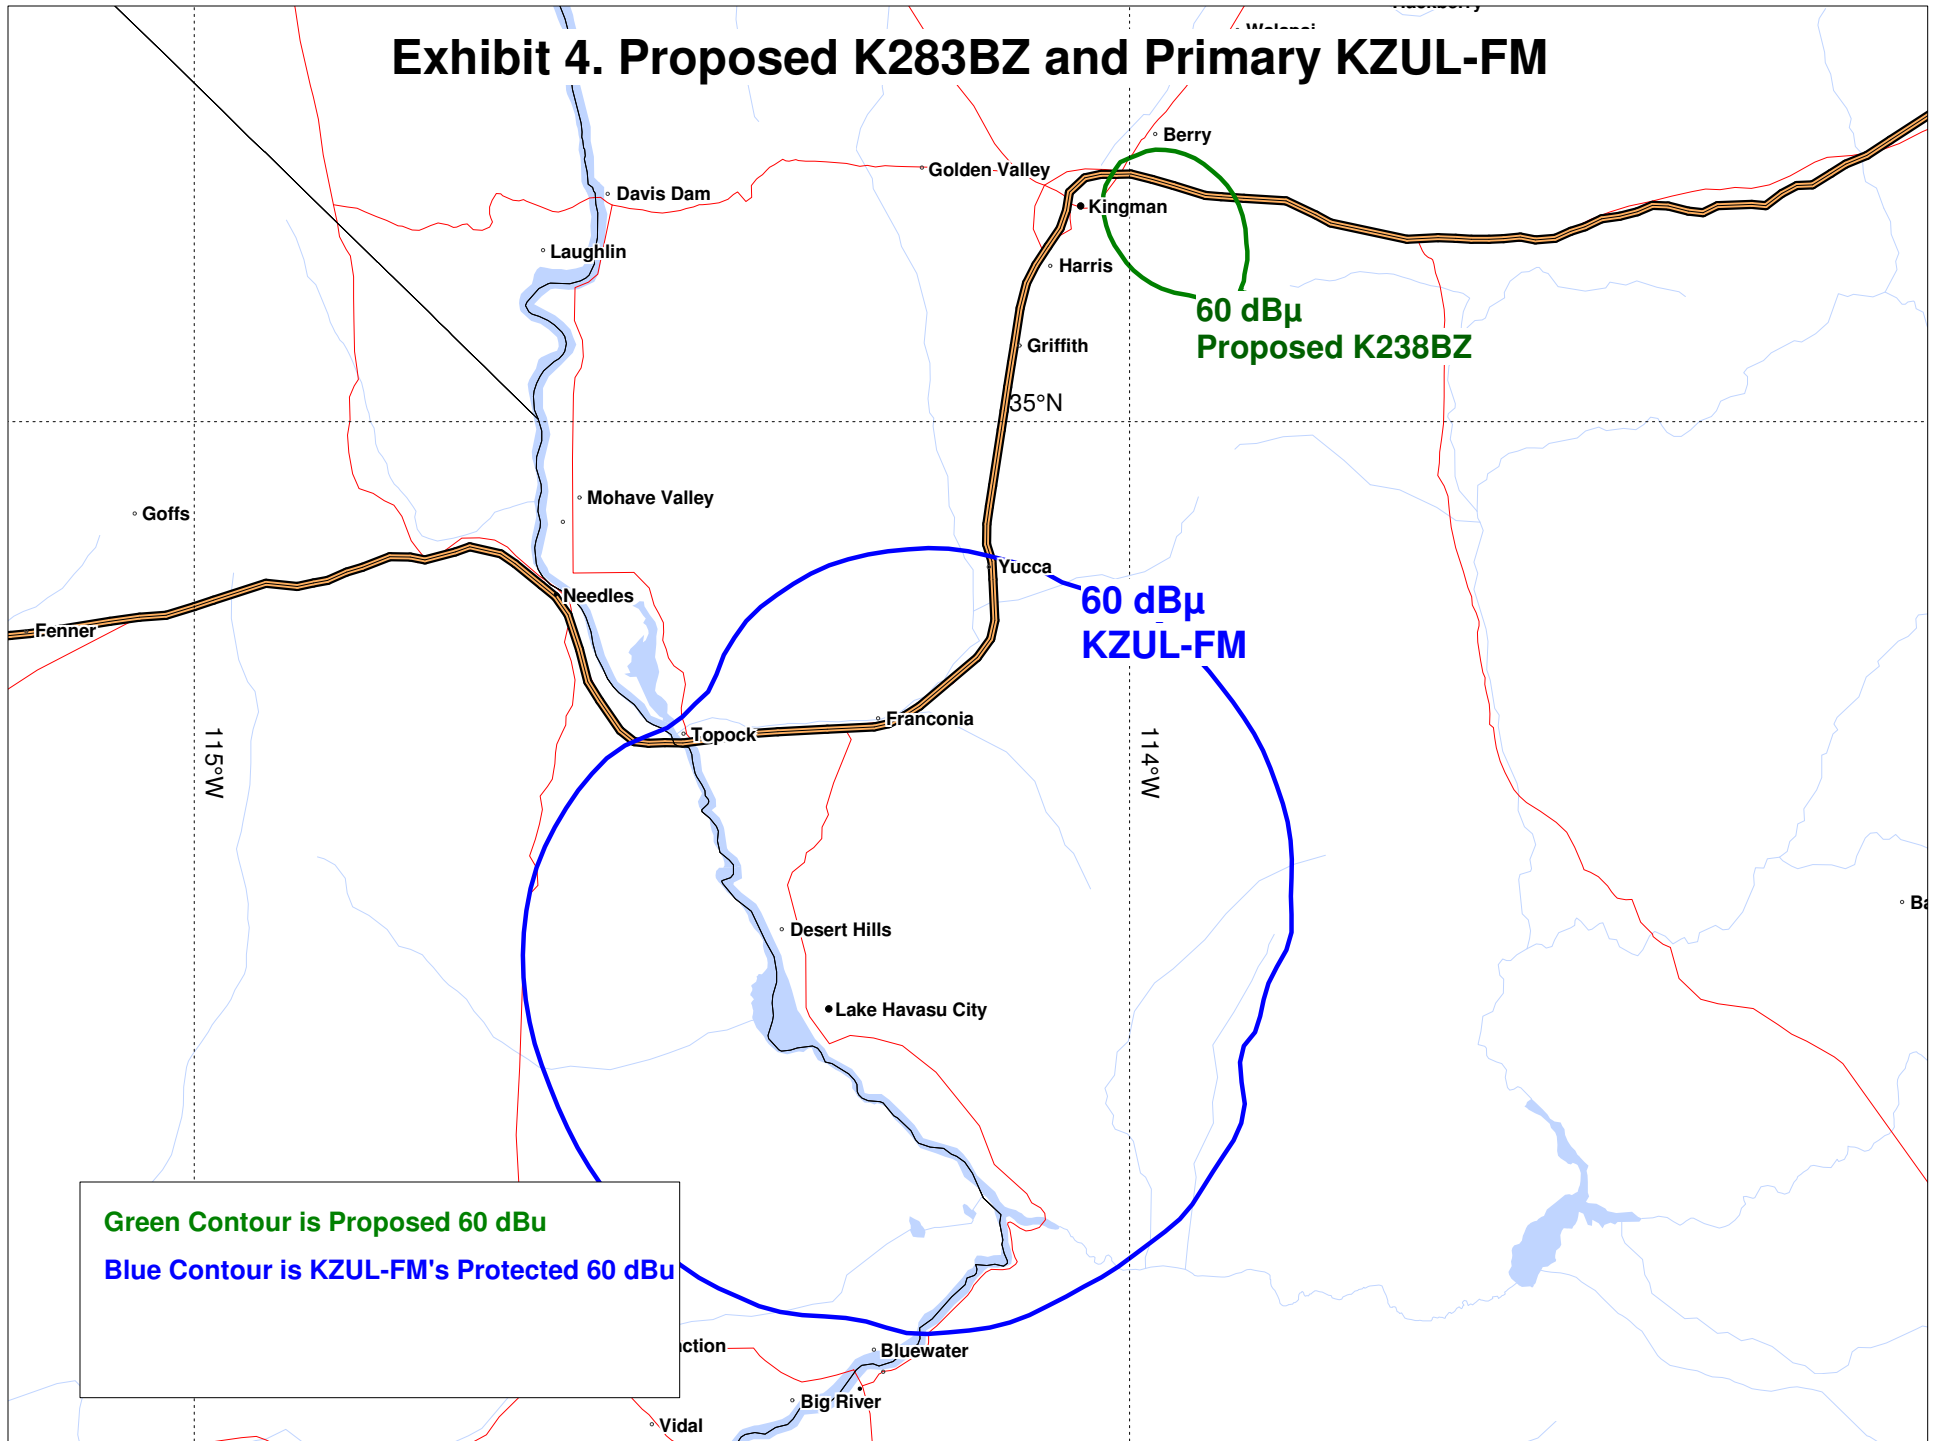 Exhibit 4. Proposed K283BZ and Primary KZUL-FM
Berry
Golden Valley
Davis Dam
Kingman
Laughlin
Harris
60 dBµ
Proposed K238BZ
Griffith
35°N
Mohave Valley
Goffs
Yucca
Needles
60 dBµ
KZUL-FM
Fenner
Franconia
Topock
115°W
114°W
Desert Hills
Lake Havasu City
Green Contour is Proposed 60 dBu
Blue Contour is KZUL-FM's Protected 60 dBu
Bluewater
Big River
Vidal